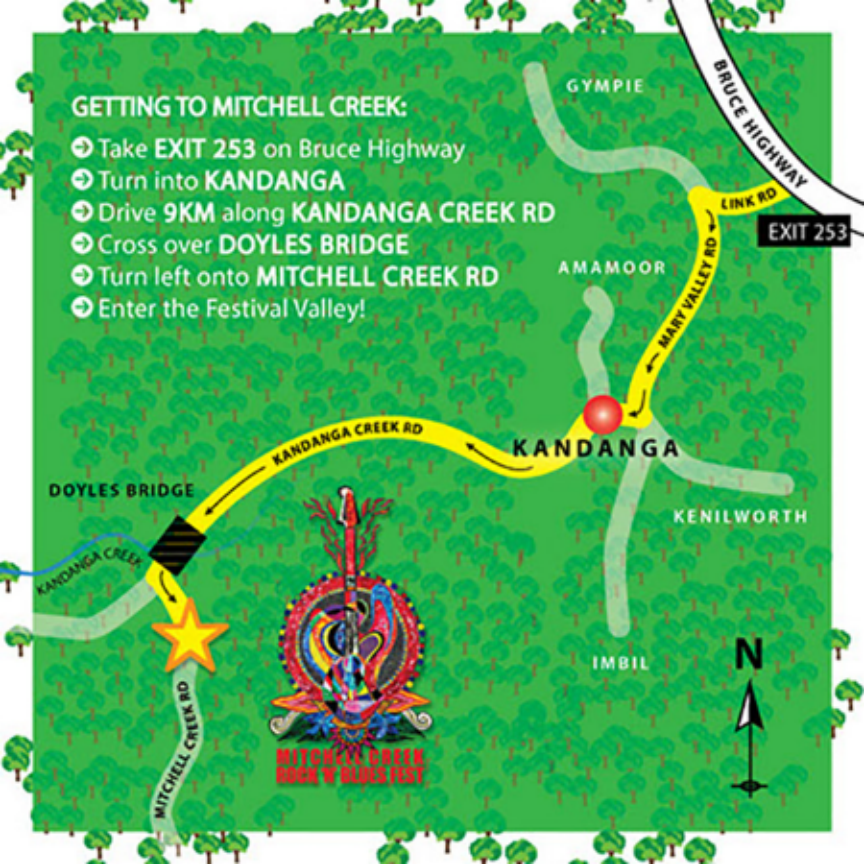 GETTING TO MITCHELL CREEK:
Take EXIT 253 on Bruce Highway
Turn into KANDANGA
Drive 9KM along KANDANGA CREEK RD
Cross over DOYLES BRIDGE
Turn left onto MITCHELL CREEK RD
Enter the Festival Valley!
GYMPIE
BRUCE HIGHWAY
LINK RD
EXIT 253
AMAMOOR
MARY VALLEY RD
KANDANGA CREEK RD
KANDANGA
DOYLES BRIDGE
KENILWORTH
KANDANGA CREEK
IMBIL
N
MITCHELL CREEK RD
MITCHELL CREEK
ROCK 'N' BLUES FEST